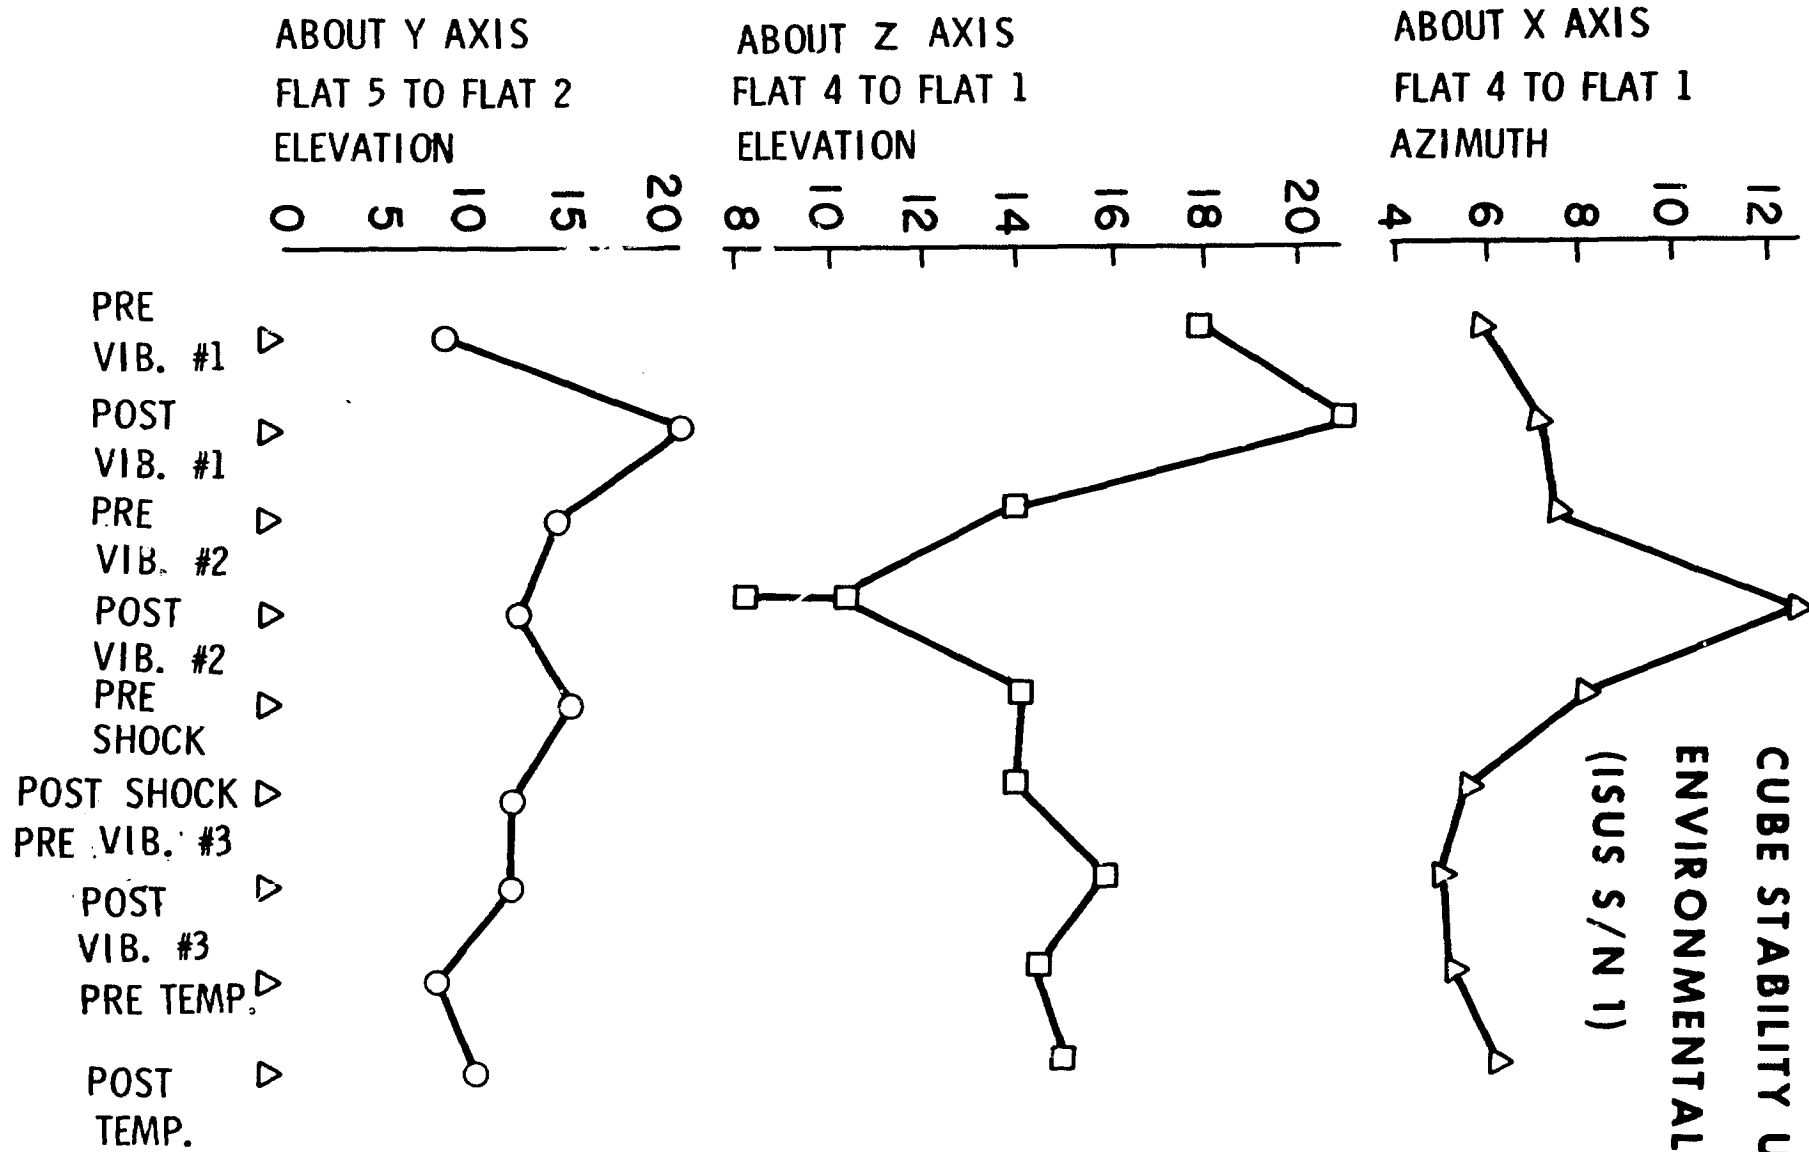 ABOUT Y AXIS
FLAT 5 TO FLAT 2
ELEVATION
0 5 10 15 20
ABOUT Z AXIS
FLAT 4 TO FLAT 1
ELEVATION
8 10 12 14 16 18 20
ABOUT X AXIS
FLAT 4 TO FLAT 1
AZIMUTH
4 6 8 10 12
PRE
VIB. #1
POST
VIB. #1
PRE
VIB. #2
POST
VIB. #2
PRE
SHOCK
POST SHOCK
PRE VIB. #3
POST
VIB. #3
PRE TEMP.
POST
TEMP.
CUBE STABILITY U
ENVIRONMENTAL
(ISUS S/N 1)